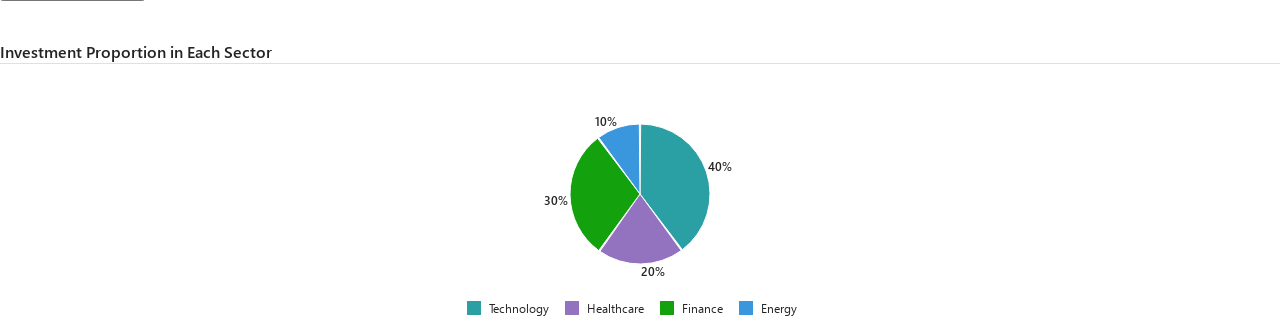 Investment Proportion in Each Sector
10%
40%
30%
20%
Technology Healthcare Finance Energy